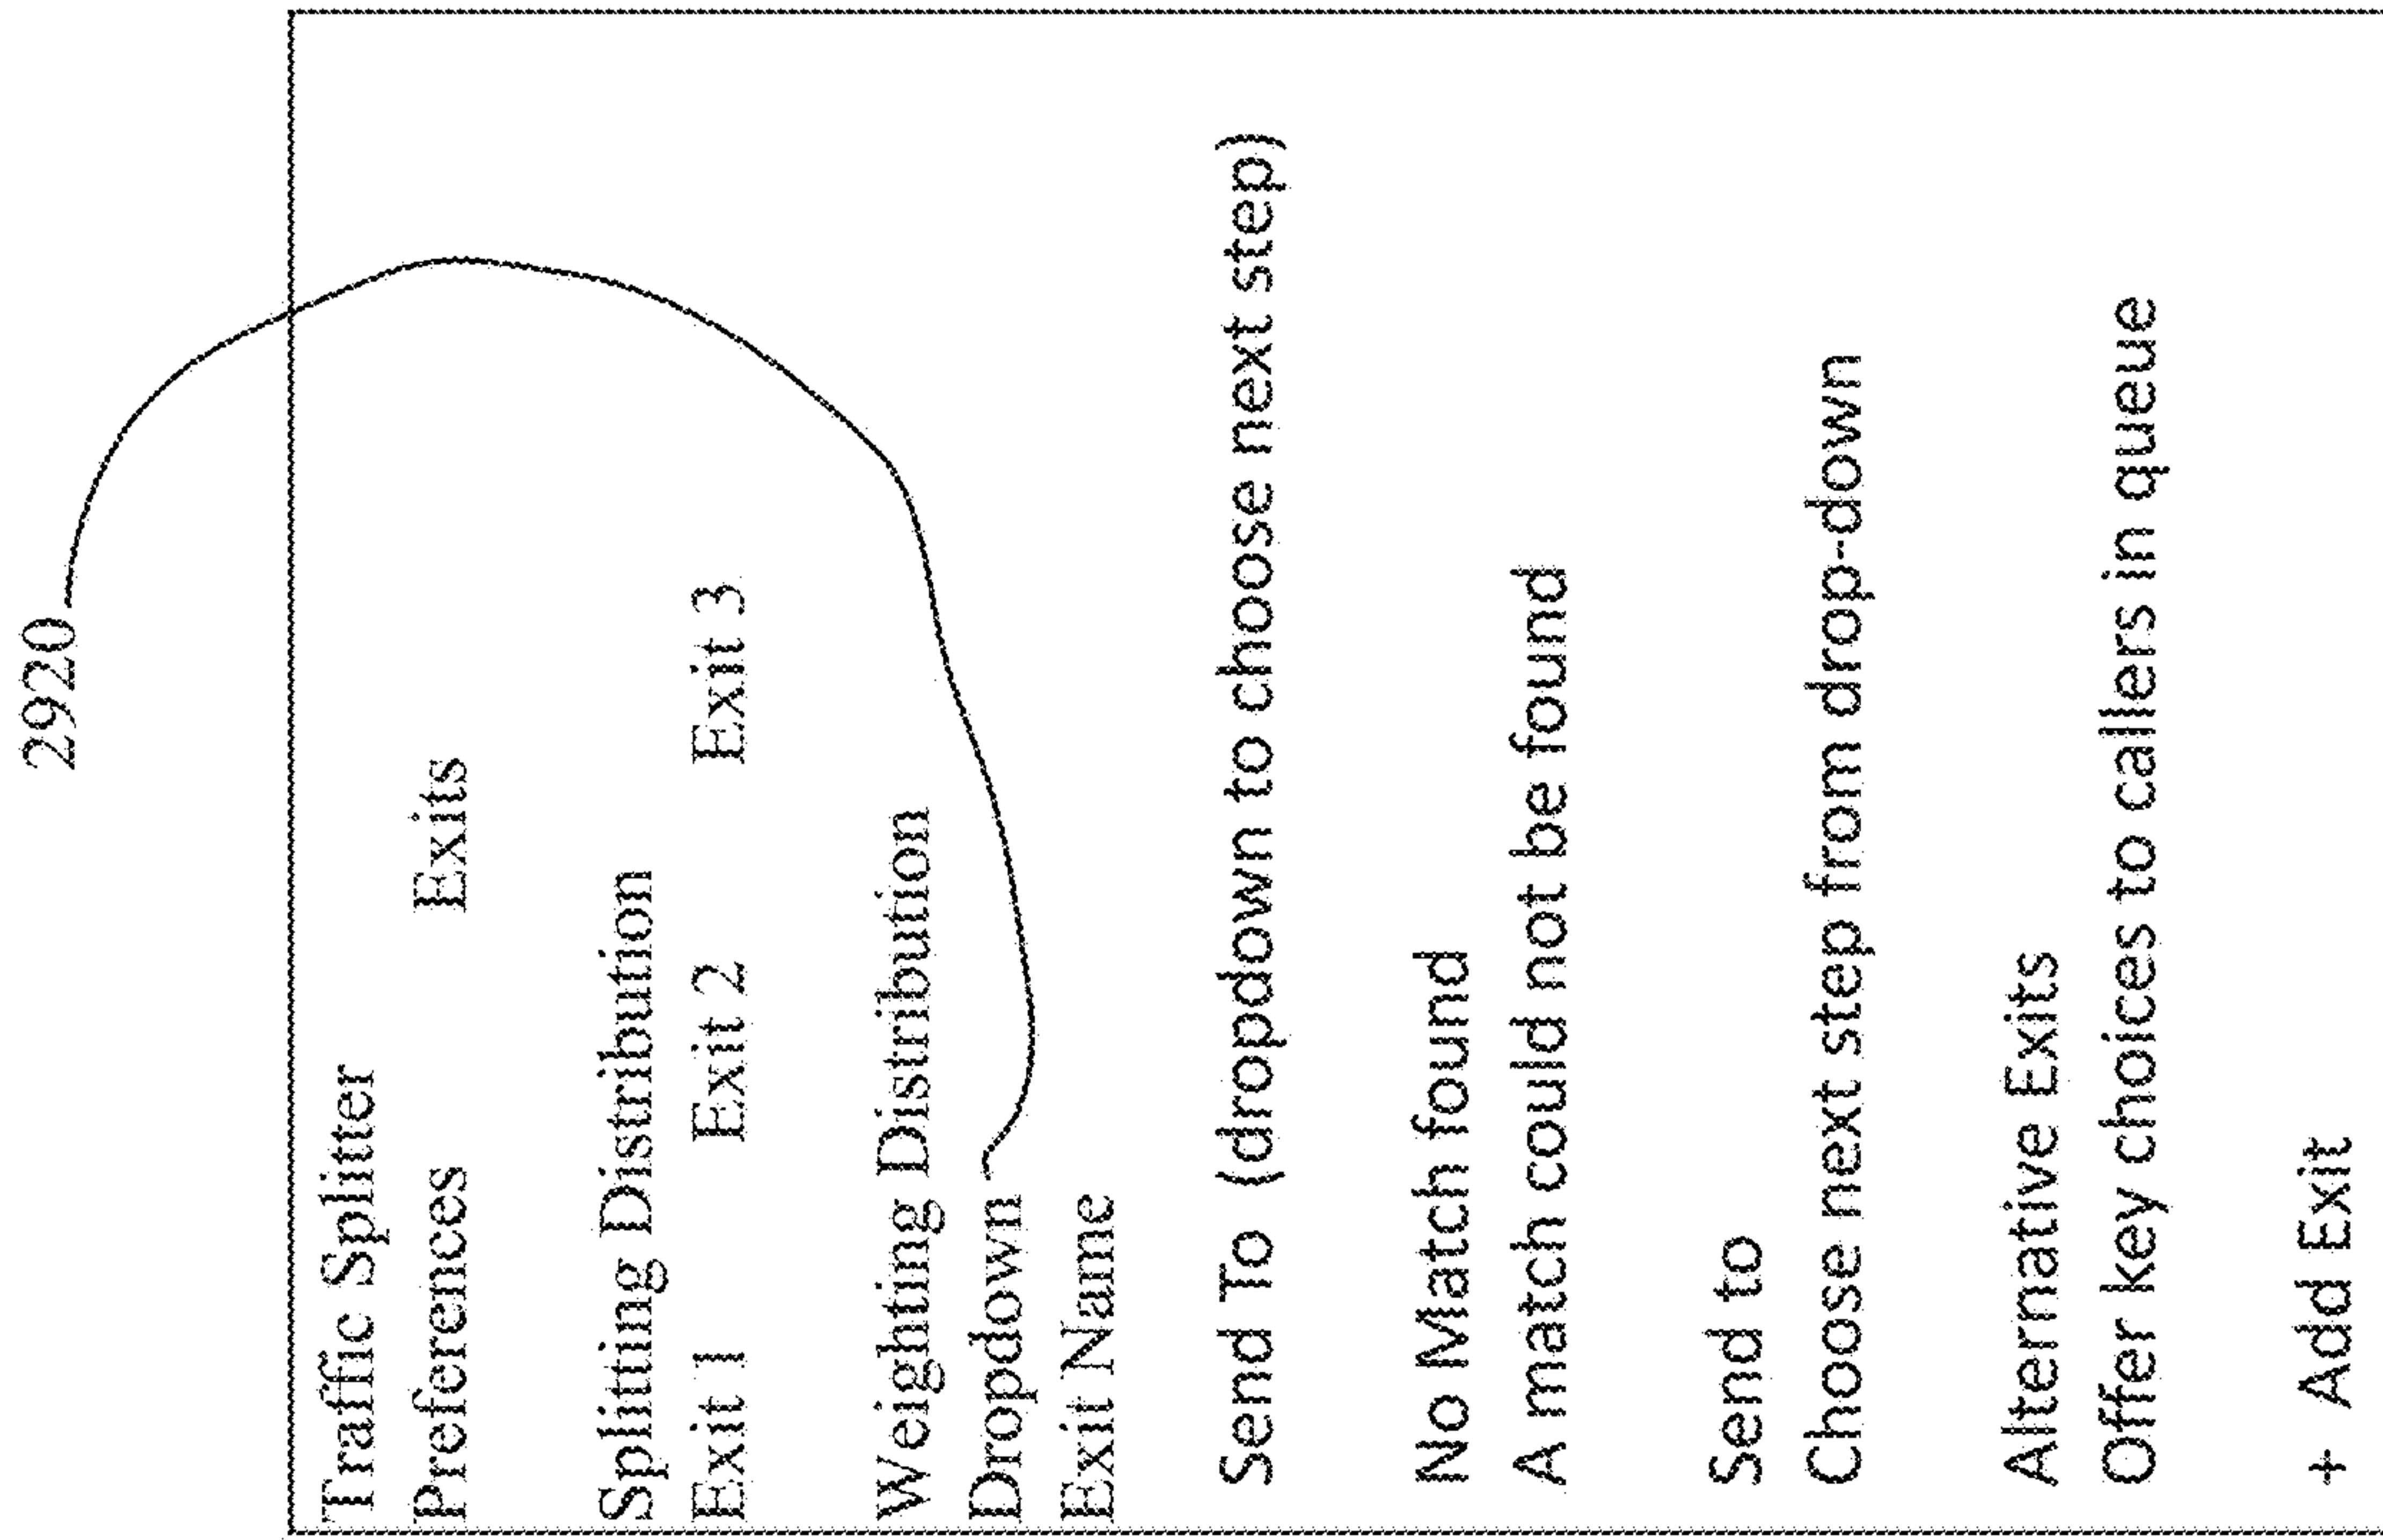 2920
Traffic Splitter
Preferences Exits
Splitting Distribution
Exit 1 Exit 2 Exit 3
Weighting Distribution
Dropdown
Exit Name
Send To (dropdown to choose next step)
No Match found
A match could not be found
Send to
Choose next step from drop-down
Alternative Exits
Offer key choices to callers in queue
+ Add Exit